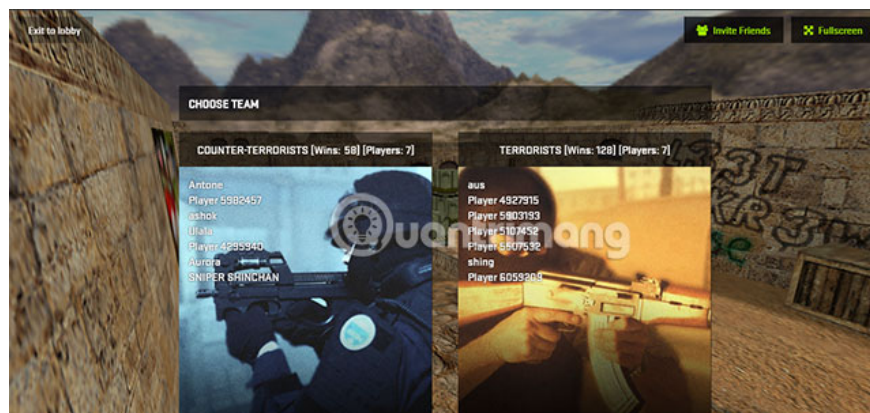 Exit to lobby
Invite Friends
Fullscreen
CHOOSE TEAM
COUNTER-TERRORISTS [Wins: 58] [Players: 7]
TERRORISTS [Wins: 128] [Players: 7]
Antone
Player 5982457
ashok
Ulala
Player 4295940
Aurora
SNIPER SHINCHAN
aus
Player 4927915
Player 5903193
Player 5107452
Player 5507532
shing
Player 6059209